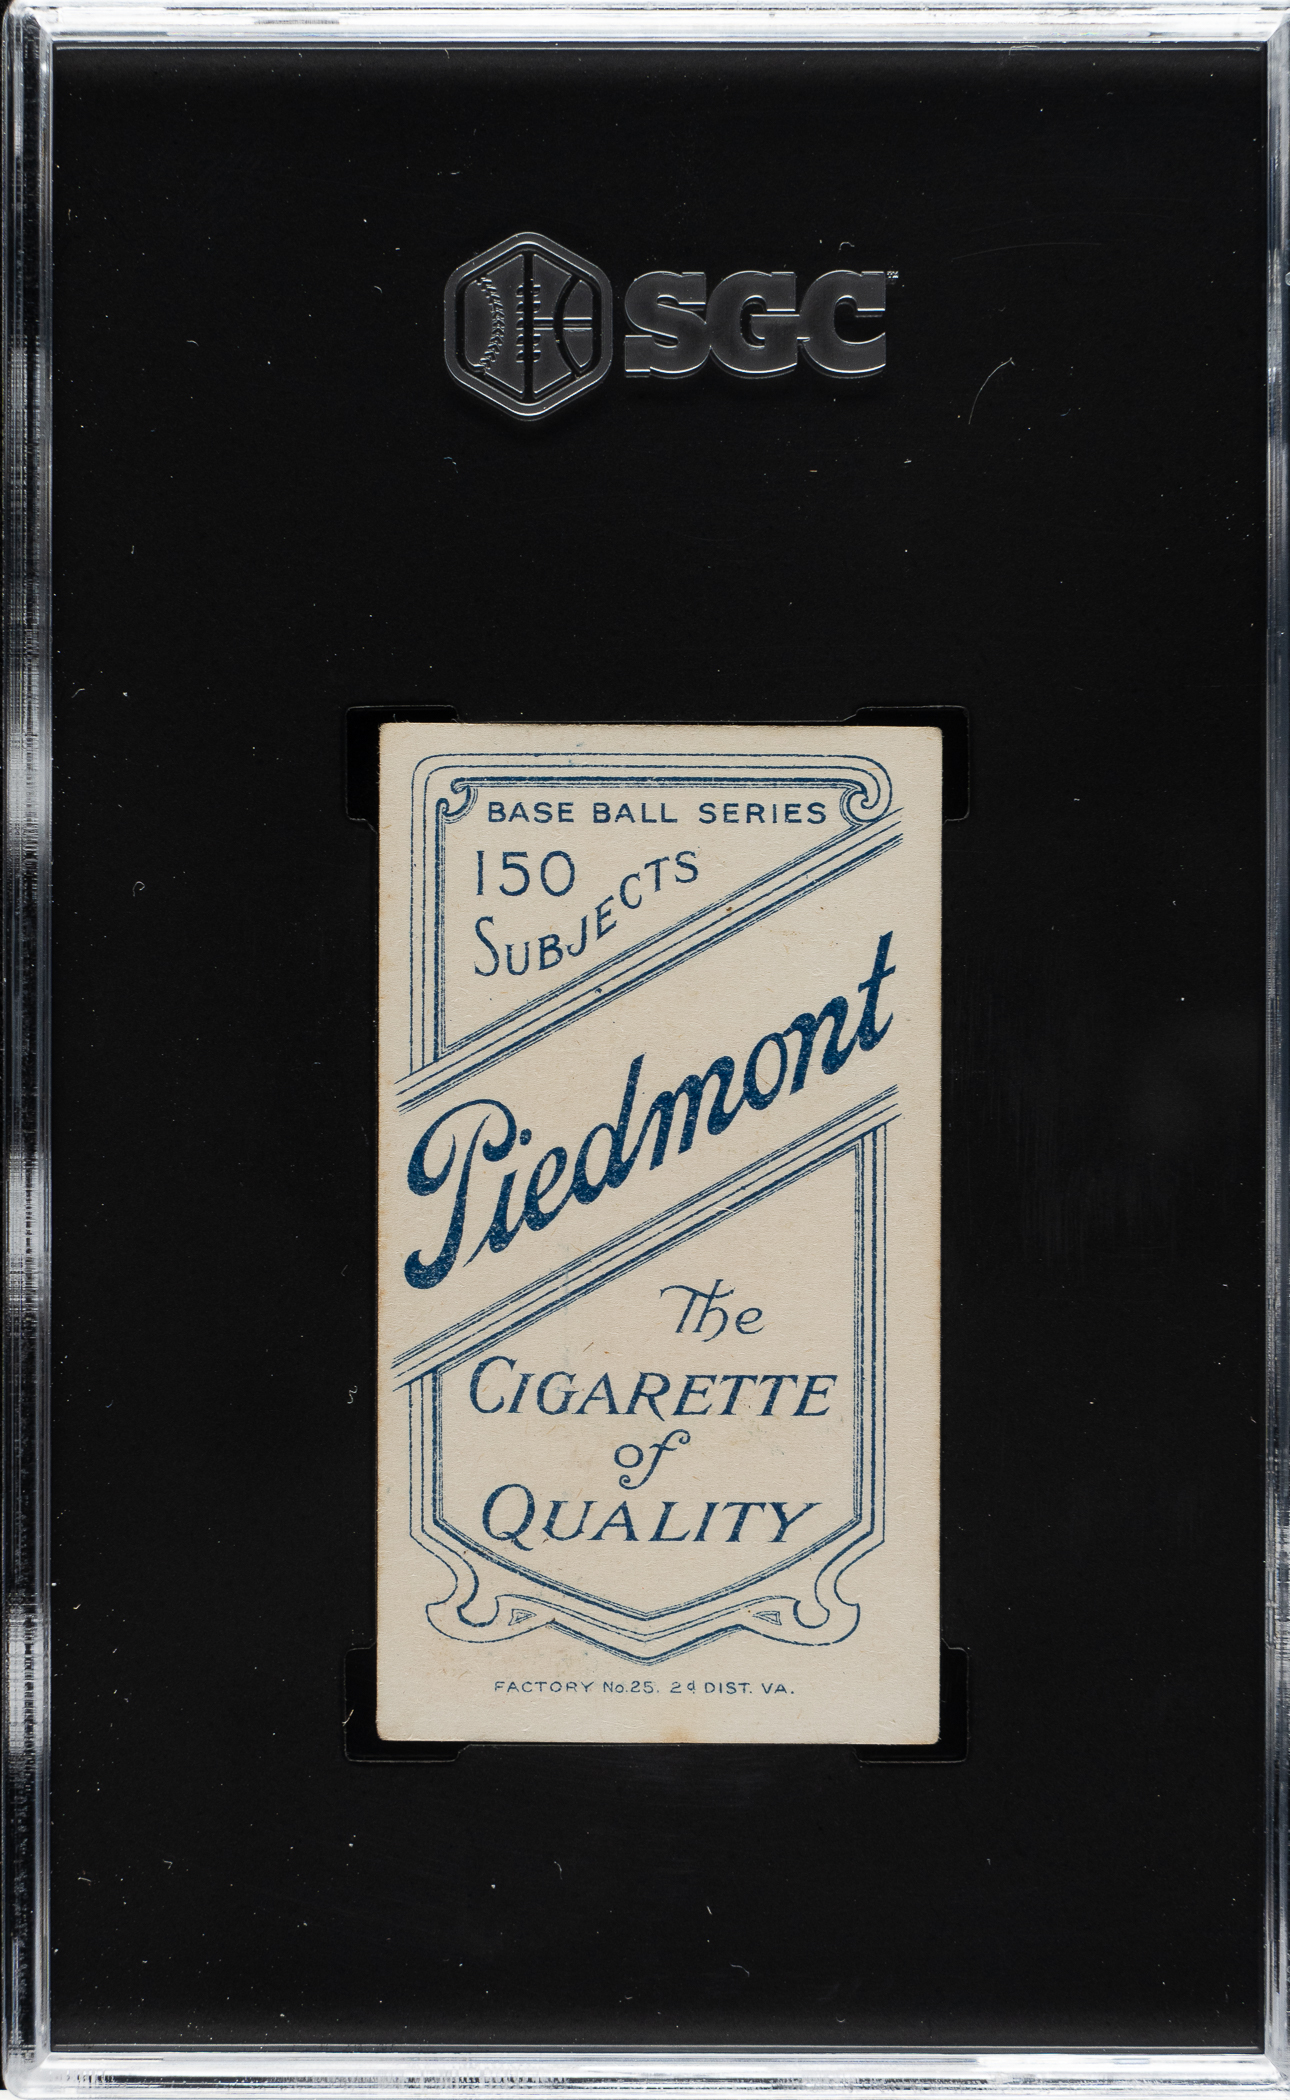 SGC
BASE BALL SERIES
150
SUBJECTS
Piedmont
The
CIGARETTE
of
QUALITY
FACTORY No.25. 2d DIST. VA.